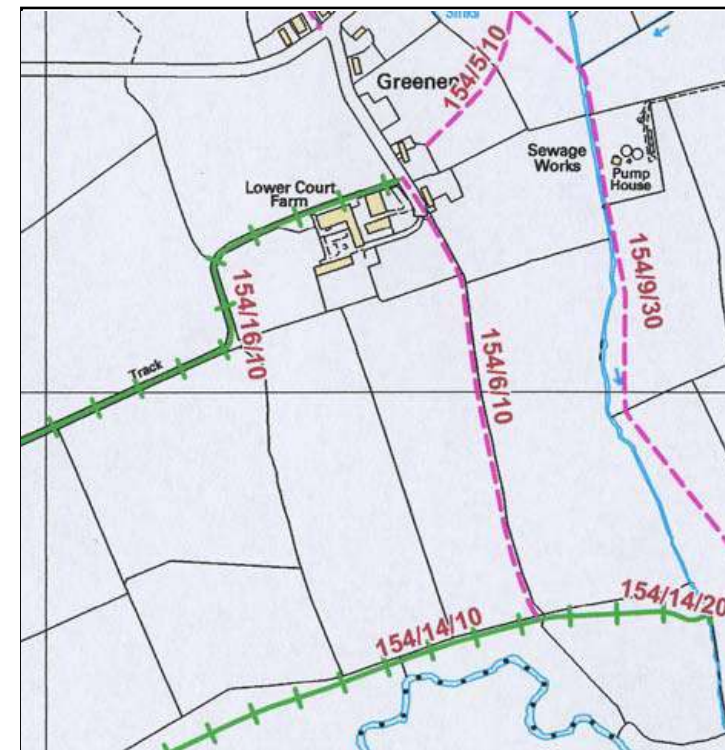 Greenen
154/5/10
Sewage
Works
Pump
House
Lower Court
Farm
154/16/10
154/9/30
154/6/10
Track
154/14/20
154/14/10